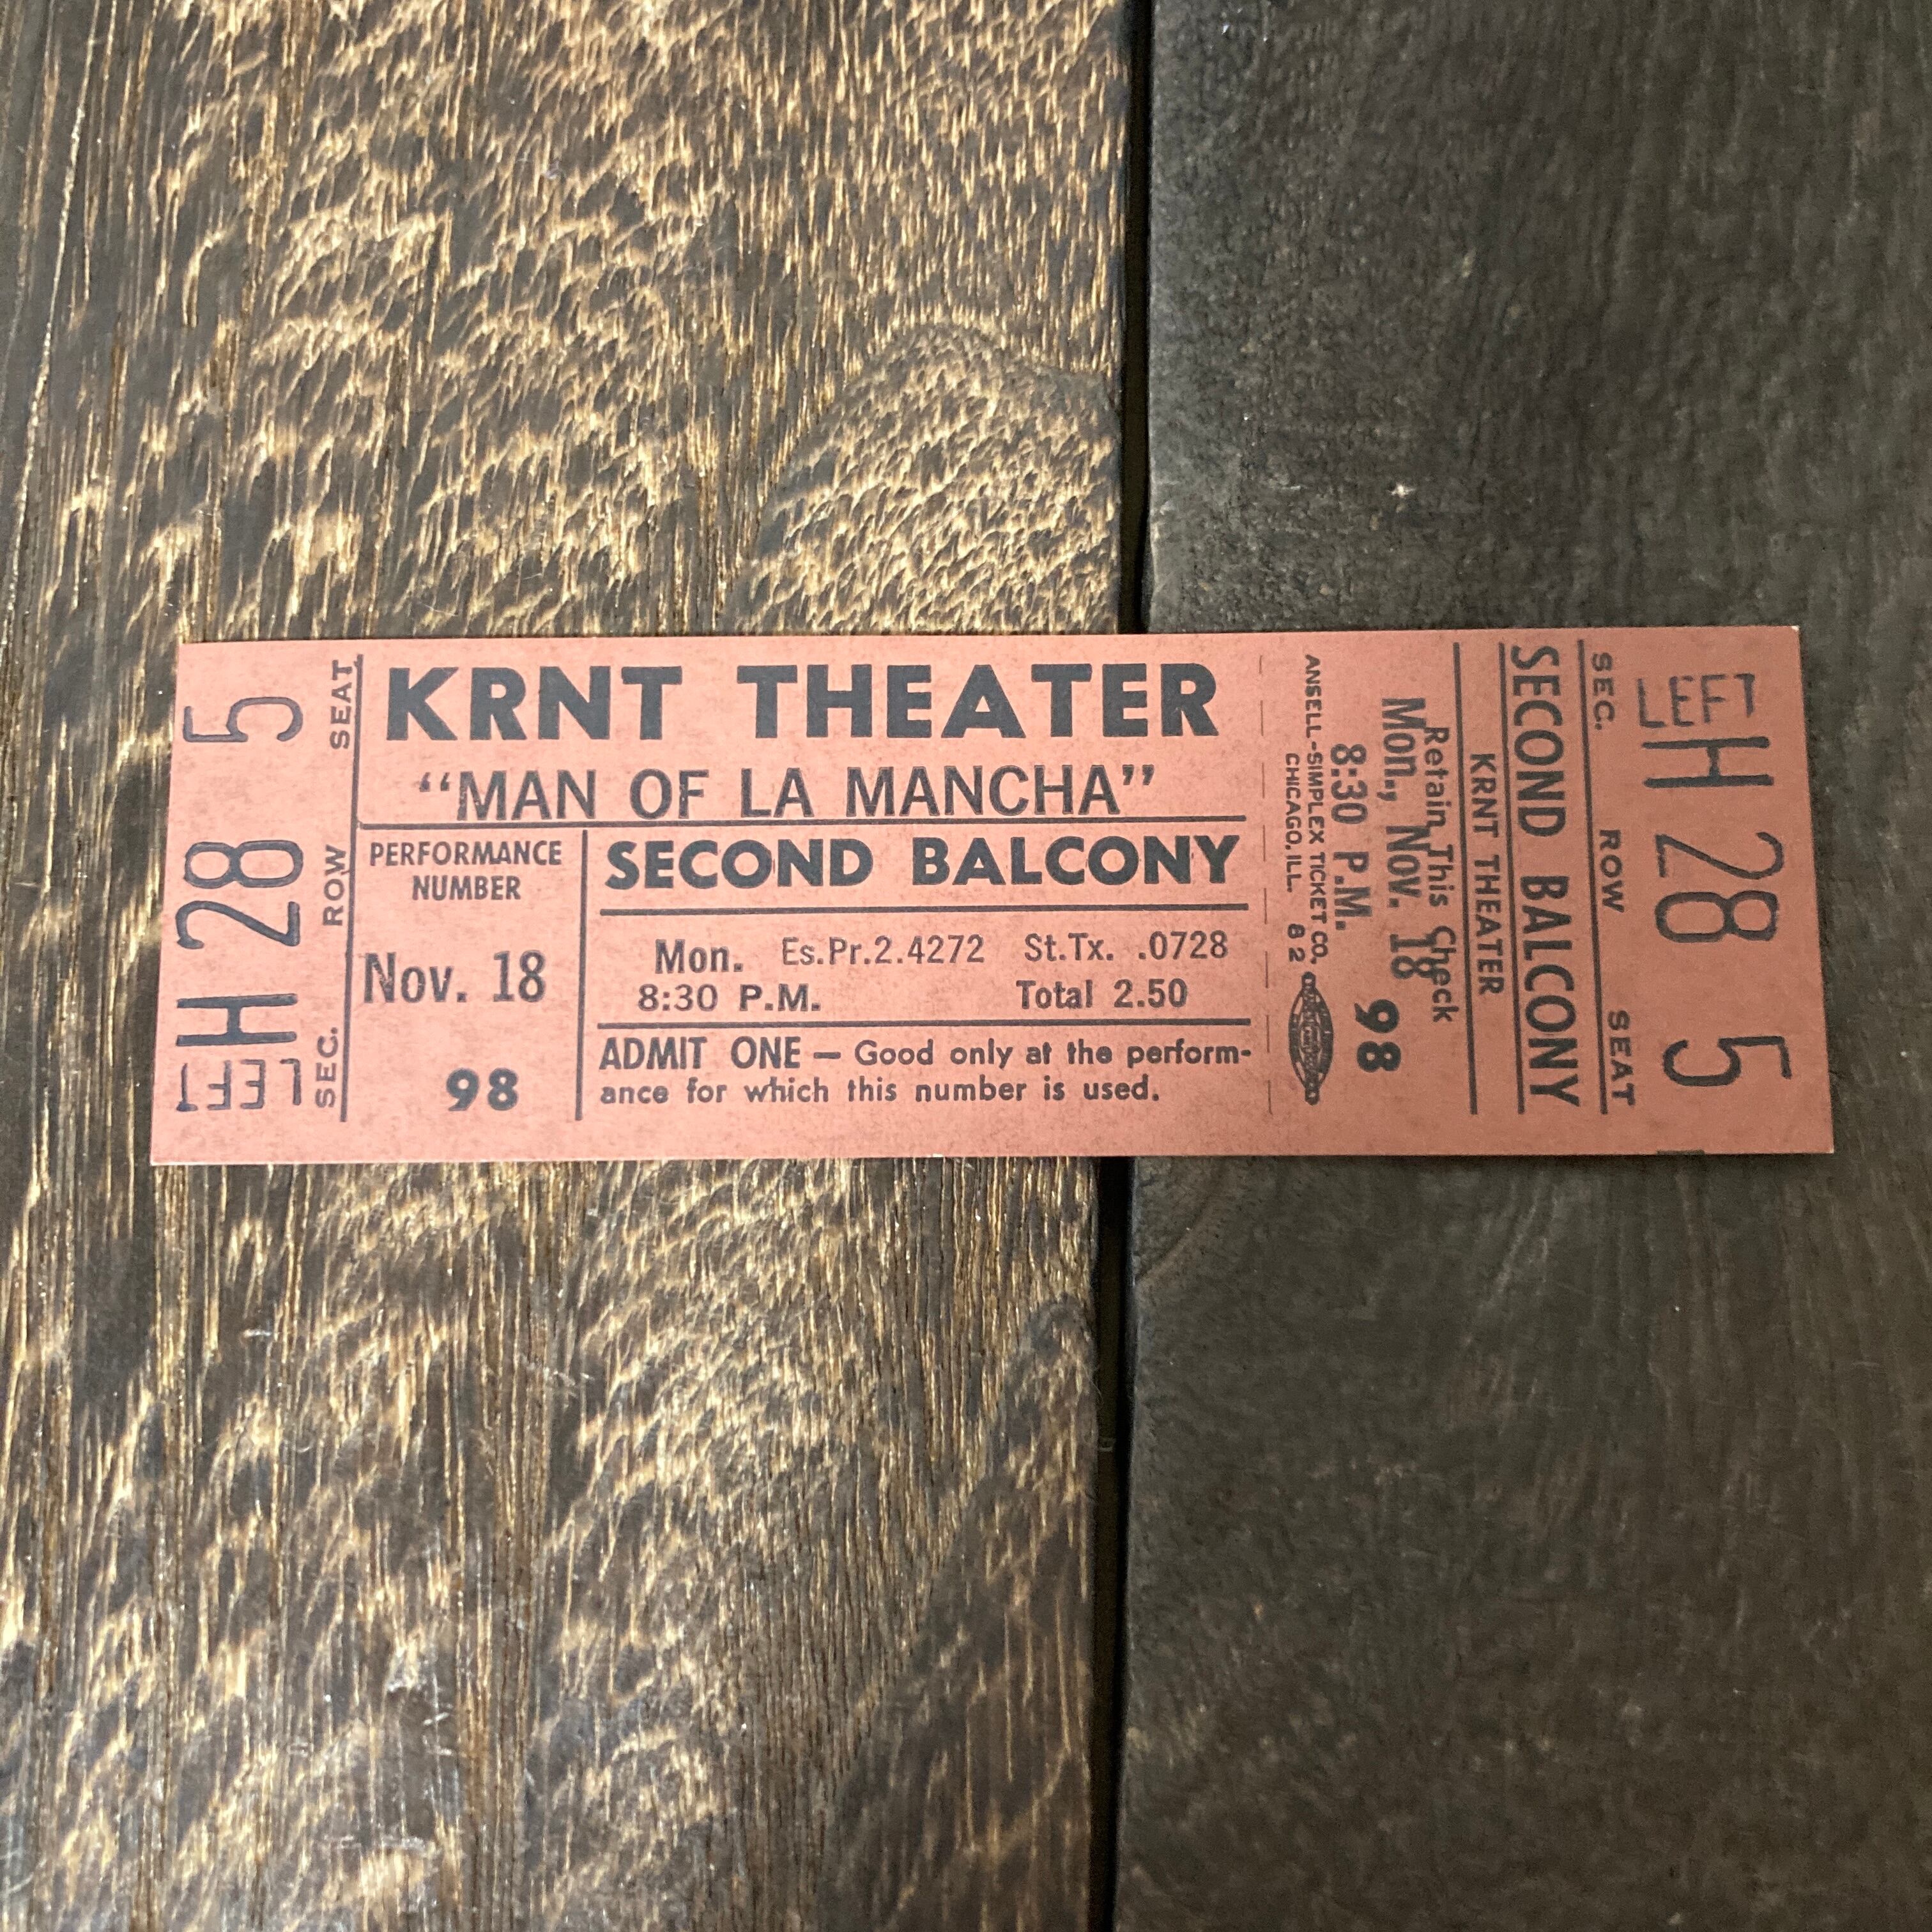 SEAT 5
ROW 28
SEC. LEFT H
KRNT THEATER
“MAN OF LA MANCHA”
PERFORMANCE
NUMBER
Nov. 18
98
SECOND BALCONY
Mon. Es.Pr.2.4272 St.Tx. .0728
8:30 P.M. Total 2.50
ADMIT ONE — Good only at the perform-
ance for which this number is used.
LEFT H 28 5
SEC. ROW SEAT
SECOND BALCONY
KRNT THEATER
Retain This Check
Mon., Nov. 18
8:30 P.M. 98
ANSELL-SIMPLEX TICKET CO.
CHICAGO, ILL. 82